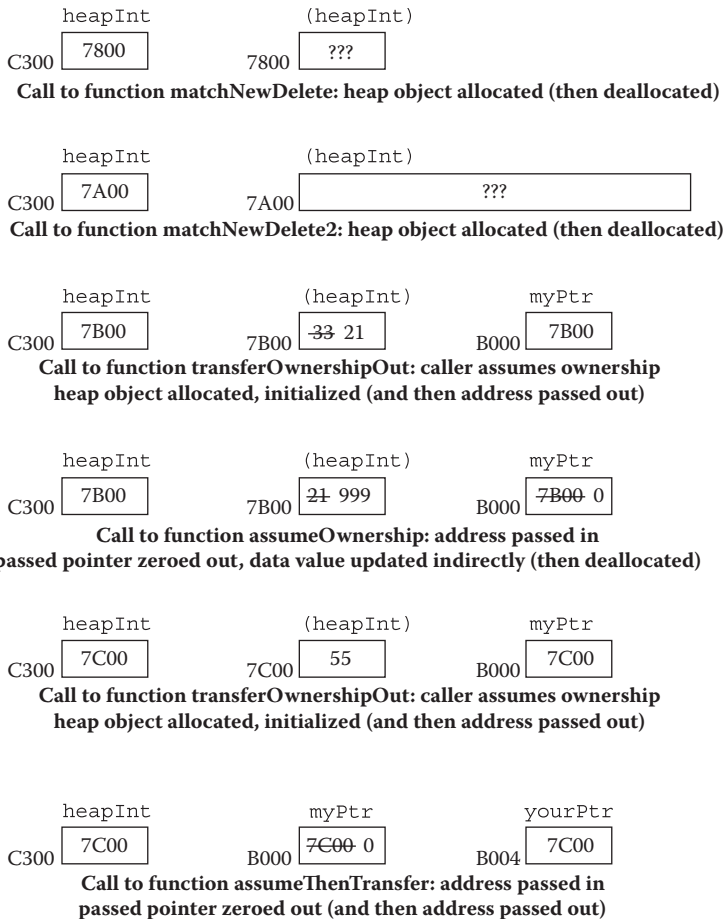 heapInt (heapInt)
C300 7800 7800 ???
Call to function matchNewDelete: heap object allocated (then deallocated)
heapInt (heapInt)
C300 7A00 7A00 ???
Call to function matchNewDelete2: heap object allocated (then deallocated)
heapInt (heapInt) myPtr
C300 7B00 7B00 33 21 B000 7B00
Call to function transferOwnershipOut: caller assumes ownership
heap object allocated, initialized (and then address passed out)
heapInt (heapInt) myPtr
C300 7B00 7B00 21 999 B000 7B00 0
Call to function assumeOwnership: address passed in
passed pointer zeroed out, data value updated indirectly (then deallocated)
heapInt (heapInt) myPtr
C300 7C00 7C00 55 B000 7C00
Call to function transferOwnershipOut: caller assumes ownership
heap object allocated, initialized (and then address passed out)
heapInt myPtr yourPtr
C300 7C00 B000 7C00 0 B004 7C00
Call to function assumeThenTransfer: address passed in
passed pointer zeroed out (and then address passed out)